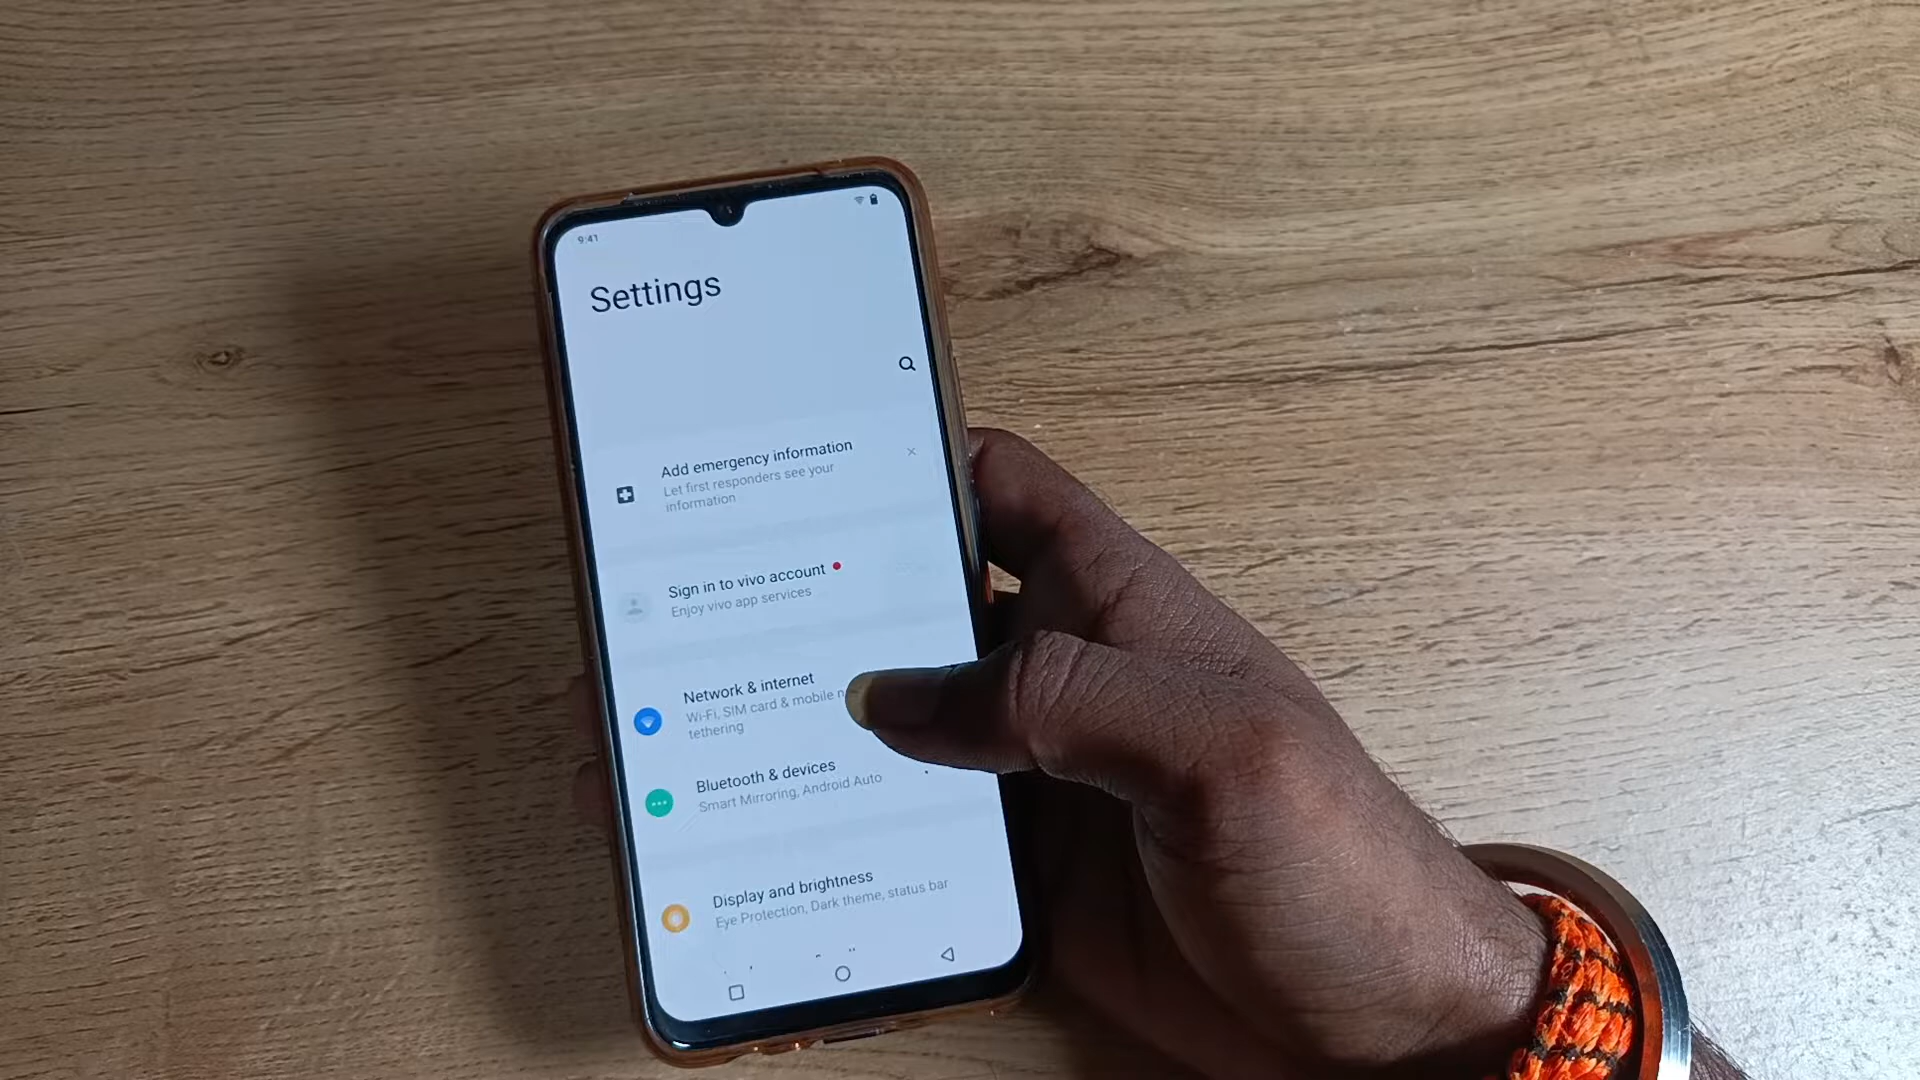 9:41
Settings
Add emergency information
Let first responders see your
information
Sign in to vivo account
Enjoy vivo app services
Network & internet
Wi-Fi, SIM card & mobile
tethering
Bluetooth & devices
Smart Mirroring, Android Auto
Display and brightness
Eye Protection, Dark theme, status bar